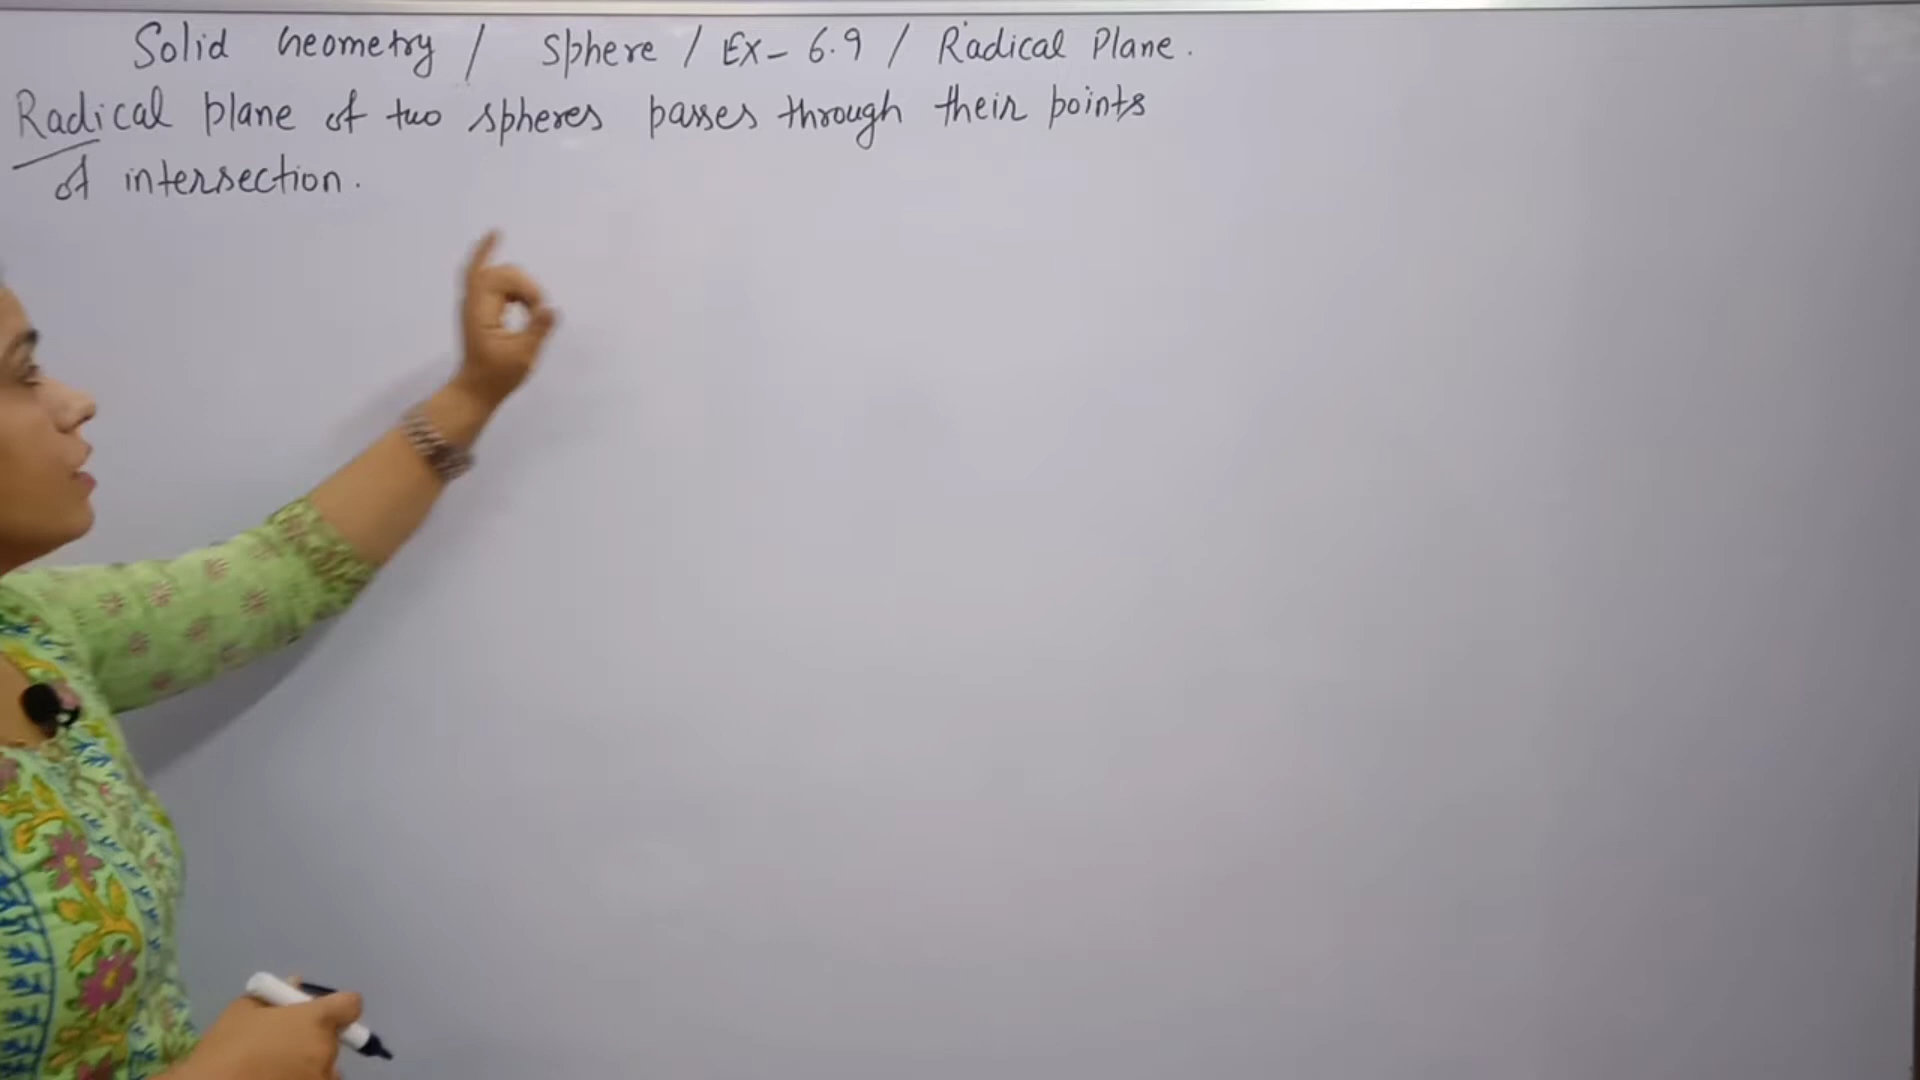 Solid Geometry / Sphere / Ex - 6.9 / Radical Plane.
Radical plane of two spheres passes through their points
of intersection.